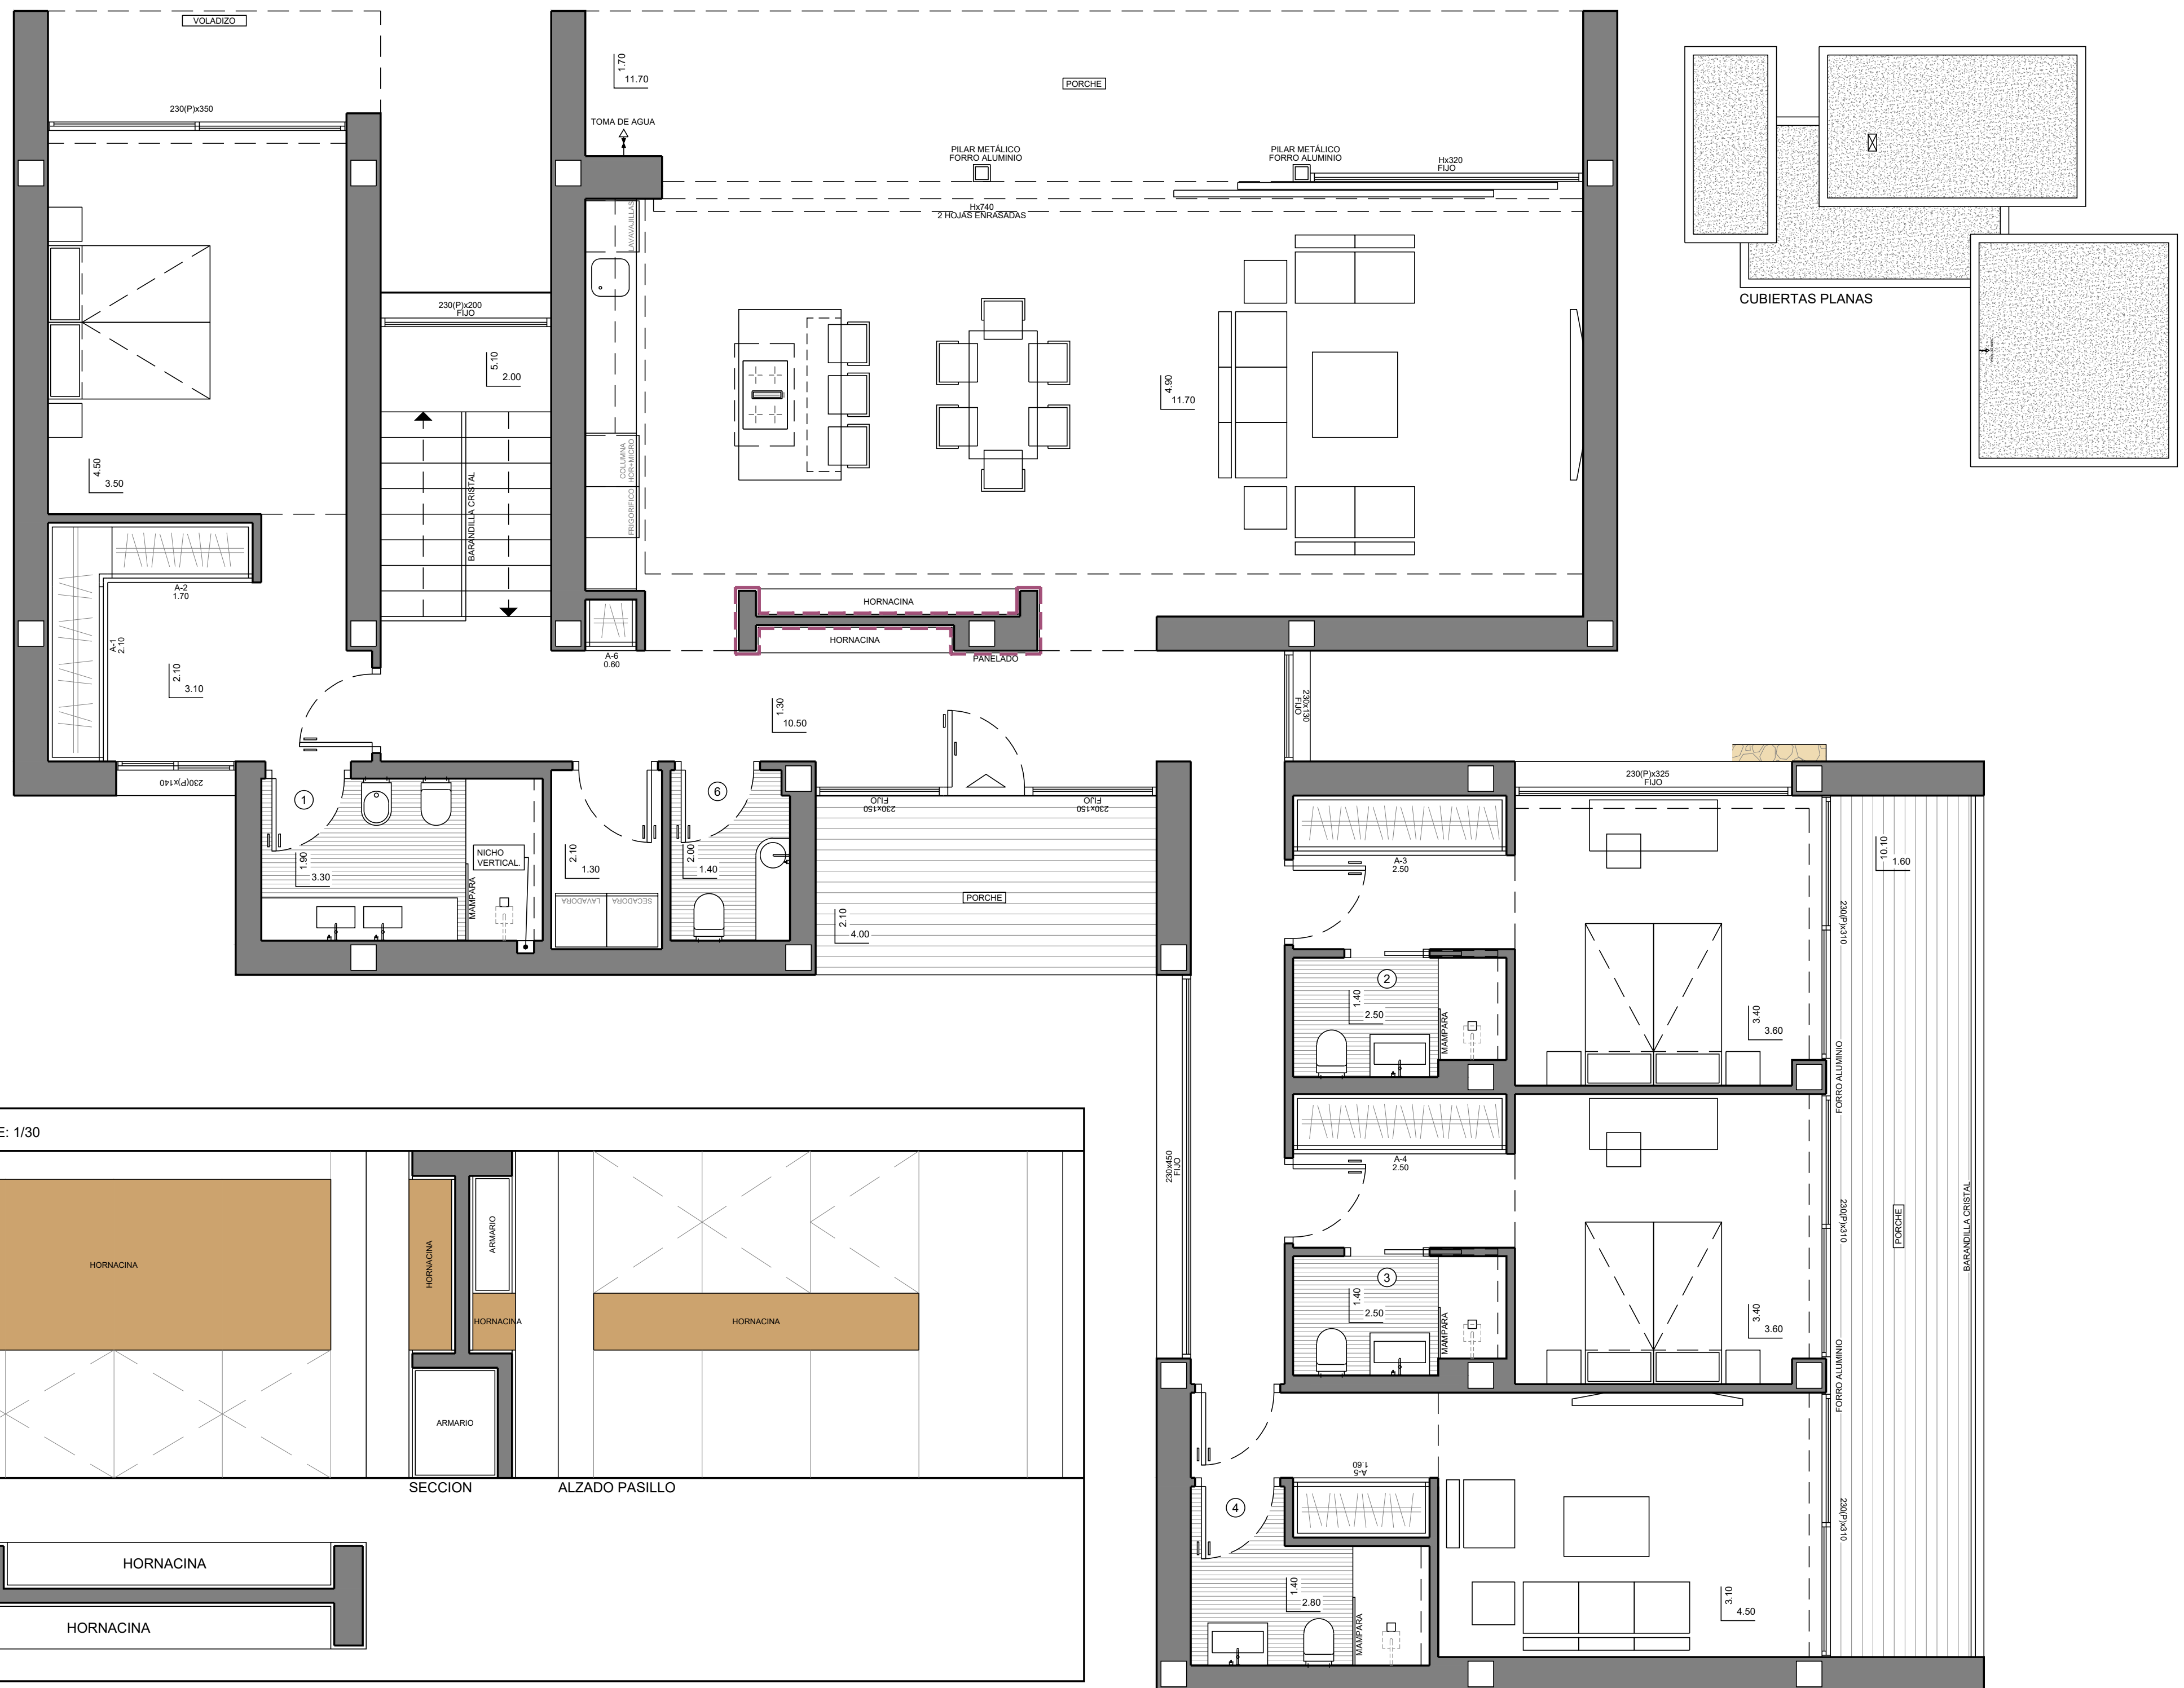 VOLADIZO
230(P)x350
1.70
11.70
PORCHE
TOMA DE AGUA
PILAR METÁLICO
FORRO ALUMINIO
PILAR METÁLICO
FORRO ALUMINIO
Hx320
FIJO
Hx740
2 HOJAS ENRASADAS
LAVAVAJILLAS
230(P)x200
FIJO
5.10
2.00
4.90
11.70
CUBIERTAS PLANAS
4.50
3.50
BARANDILLA CRISTAL
COLUMNA
HOR+MICRO
FRIGORIFICO
A-2
1.70
A-1
2.10
2.10
3.10
A-6
0.60
HORNACINA
HORNACINA
PANELADO
1.30
10.50
230x130
FIJO
230(P)x140
1
6
230x150
FIJO
230x150
FIJO
230(P)x325
FIJO
1.90
3.30
NICHO
VERTICAL.
MAMPARA
2.10
1.30
LAVADORA
SECADORA
2.00
1.40
PORCHE
2.10
4.00
A-3
2.50
10.10
1.60
230(P)x310
2
1.40
2.50
MAMPARA
3.40
3.60
FORRO ALUMINIO
230x450
FIJO
A-4
2.50
230(P)x310
PORCHE
BARANDILLA CRISTAL
3
1.40
2.50
MAMPARA
3.40
3.60
FORRO ALUMINIO
A-5
1.60
4
1.40
2.80
MAMPARA
230(P)x310
3.10
4.50
E: 1/30
HORNACINA
HORNACINA
ARMARIO
HORNACINA
HORNACINA
ARMARIO
SECCION
ALZADO PASILLO
HORNACINA
HORNACINA